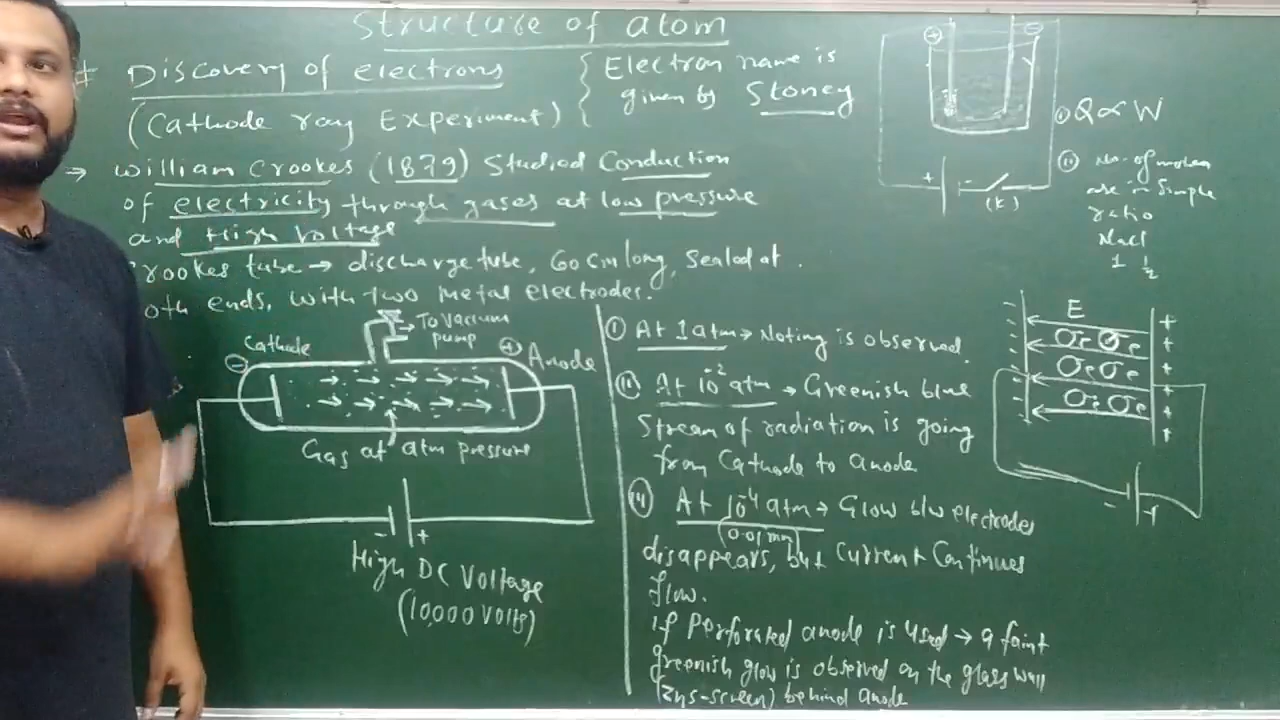 Structure of atom
# Discovery of electrons
(Cathode ray Experiment)
Electron name is
given by Stoney
→ William Crookes (1879) Studied Conduction
of electricity through gases at low pressure
and High Voltage
rookes tube → discharge tube, 60 cm long, Sealed at
oth ends, with two metal electrodes.
→ To Vacuum
pump
Cathode
⊖
⊕ Anode
Gas at atm pressure
- +
High DC Voltage
(10,000 Volts)
(i) At 1 atm → Noting is observed.
(ii) At 10⁻² atm → Greenish blue
Stream of radiation is going
from Cathode to anode
(iii) At 10⁻⁴ atm → Glow b/w electrodes
(0.01 mm)
disappears, but Current Continues
flow.
if perforated anode is used → a faint
greenish glow is observed on the glass wall
(ZnS-screen) behind anode
⊕ ⊖
+ -
(K)
(i) Q ∝ W
(ii) No. of moles
are in Simple
ratio
NaCl
1 1/2
E
- +